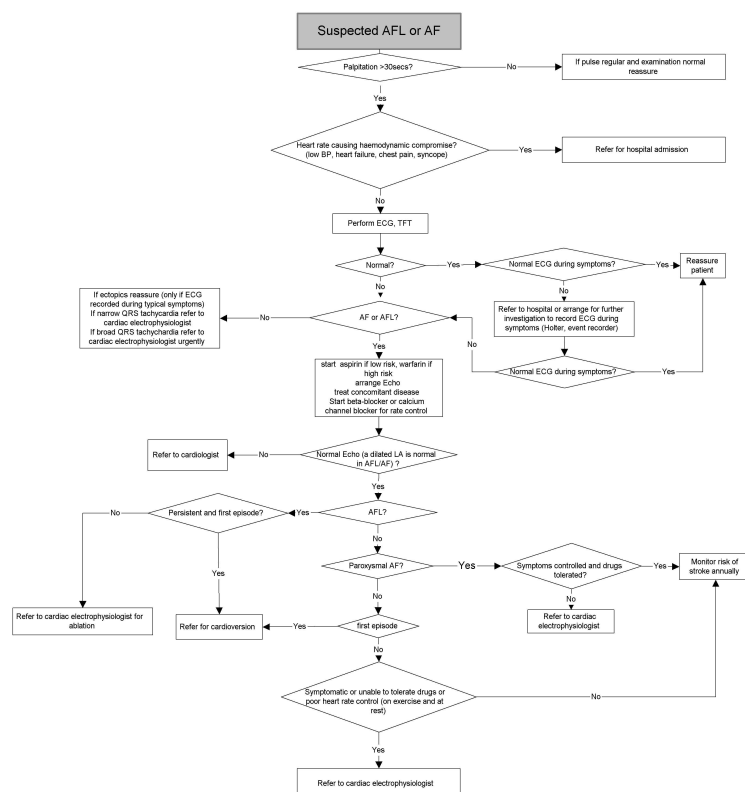 Suspected AFL or AF
Palpitation >30secs?
No
If pulse regular and examination normal
reassure
Yes
Heart rate causing haemodynamic compromise?
(low BP, heart failure, chest pain, syncope)
Yes
Refer for hospital admission
No
Perform ECG, TFT
Normal?
Yes
Normal ECG during symptoms?
Yes
Reassure
patient
No
No
If ectopics reassure (only if ECG
recorded during typical symptoms)
If narrow QRS tachycardia refer to
cardiac electrophysiologist
If broad QRS tachychardia refer to
cardiac electrophysiologist urgently
No
AF or AFL?
Refer to hospital or arrange for further
investigation to record ECG during
symptoms (Holter, event recorder)
No
Yes
Normal ECG during symptoms?
Yes
start aspirin if low risk, warfarin if
high risk
arrange Echo
treat concomitant disease
Start beta-blocker or calcium
channel blocker for rate control
Refer to cardiologist
No
Normal Echo (a dilated LA is normal
in AFL/AF) ?
Yes
No
Persistent and first episode?
Yes
AFL?
No
Yes
Paroxysmal AF?
Yes
Symptoms controlled and drugs
tolerated?
Yes
Monitor risk of
stroke annually
No
No
Refer to cardiac electrophysiologist for
ablation
Refer for cardioversion
Yes
first episode
Refer to cardiac
electrophysiologist
No
Symptomatic or unable to tolerate drugs or
poor heart rate control (on exercise and at
rest)
No
Yes
Refer to cardiac electrophysiologist